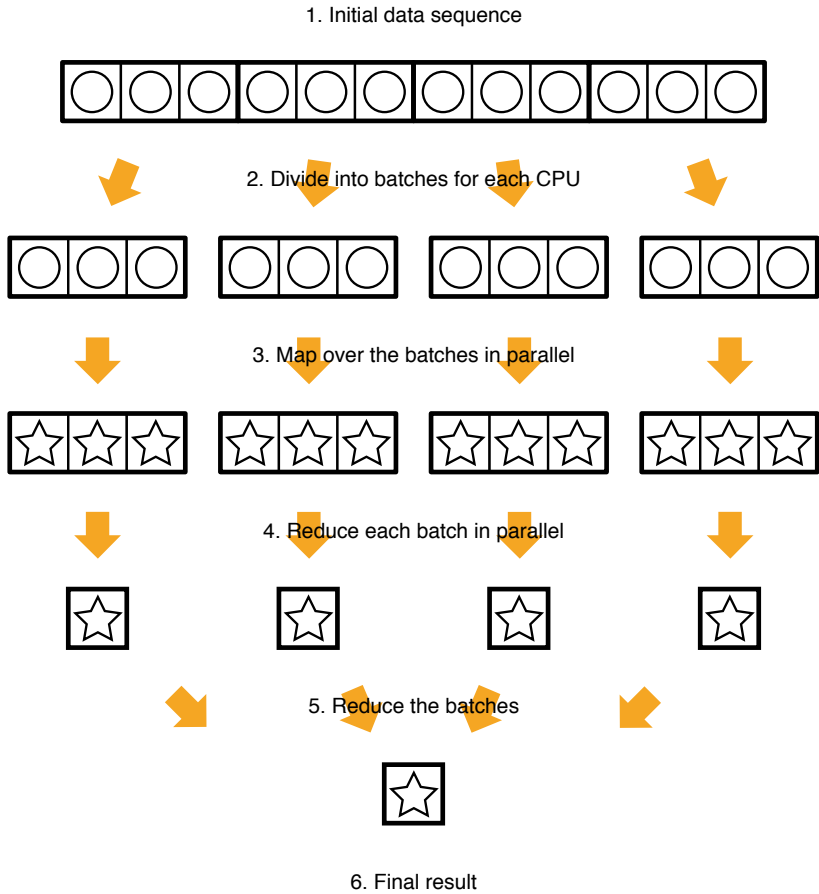 1. Initial data sequence
2. Divide into batches for each CPU
3. Map over the batches in parallel
4. Reduce each batch in parallel
5. Reduce the batches
6. Final result